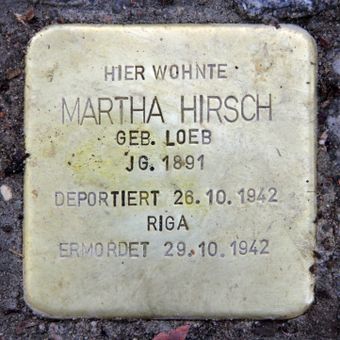 HIER WOHNTE
MARTHA HIRSCH
GEB. LOEB
JG. 1891
DEPORTIERT 26.10.1942
RIGA
ERMORDET 29.10.1942